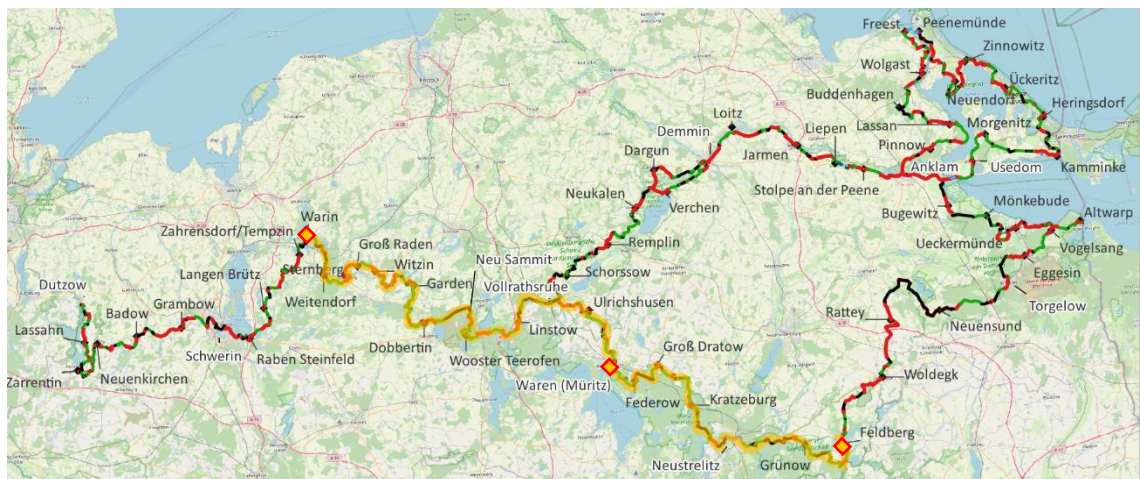 Freest
Peenemünde
Zinnowitz
Wolgast
Ückeritz
Buddenhagen
Neuendorf
Heringsdorf
Loitz
Lassan
Morgenitz
Demmin
Liepen
Pinnow
Dargun
Jarmen
Anklam
Usedom
Kamminke
Neukalen
Stolpe an der Peene
Verchen
Bugewitz
Mönkebude
Altwarp
Warin
Zahrensdorf/Tempzin
Groß Raden
Remplin
Ueckermünde
Vogelsang
Neu Sammit
Langen Brütz
Sternberg
Witzin
Schorssow
Eggesin
Dutzow
Weitendorf
Garden
Vollrathsruhe
Torgelow
Grambow
Ulrichshusen
Badow
Rattey
Neuensund
Lassahn
Linstow
Schwerin
Raben Steinfeld
Dobbertin
Wooster Teerofen
Groß Dratow
Zarrentin
Neuenkirchen
Waren (Müritz)
Woldegk
Federow
Kratzeburg
Feldberg
Neustrelitz
Grünow